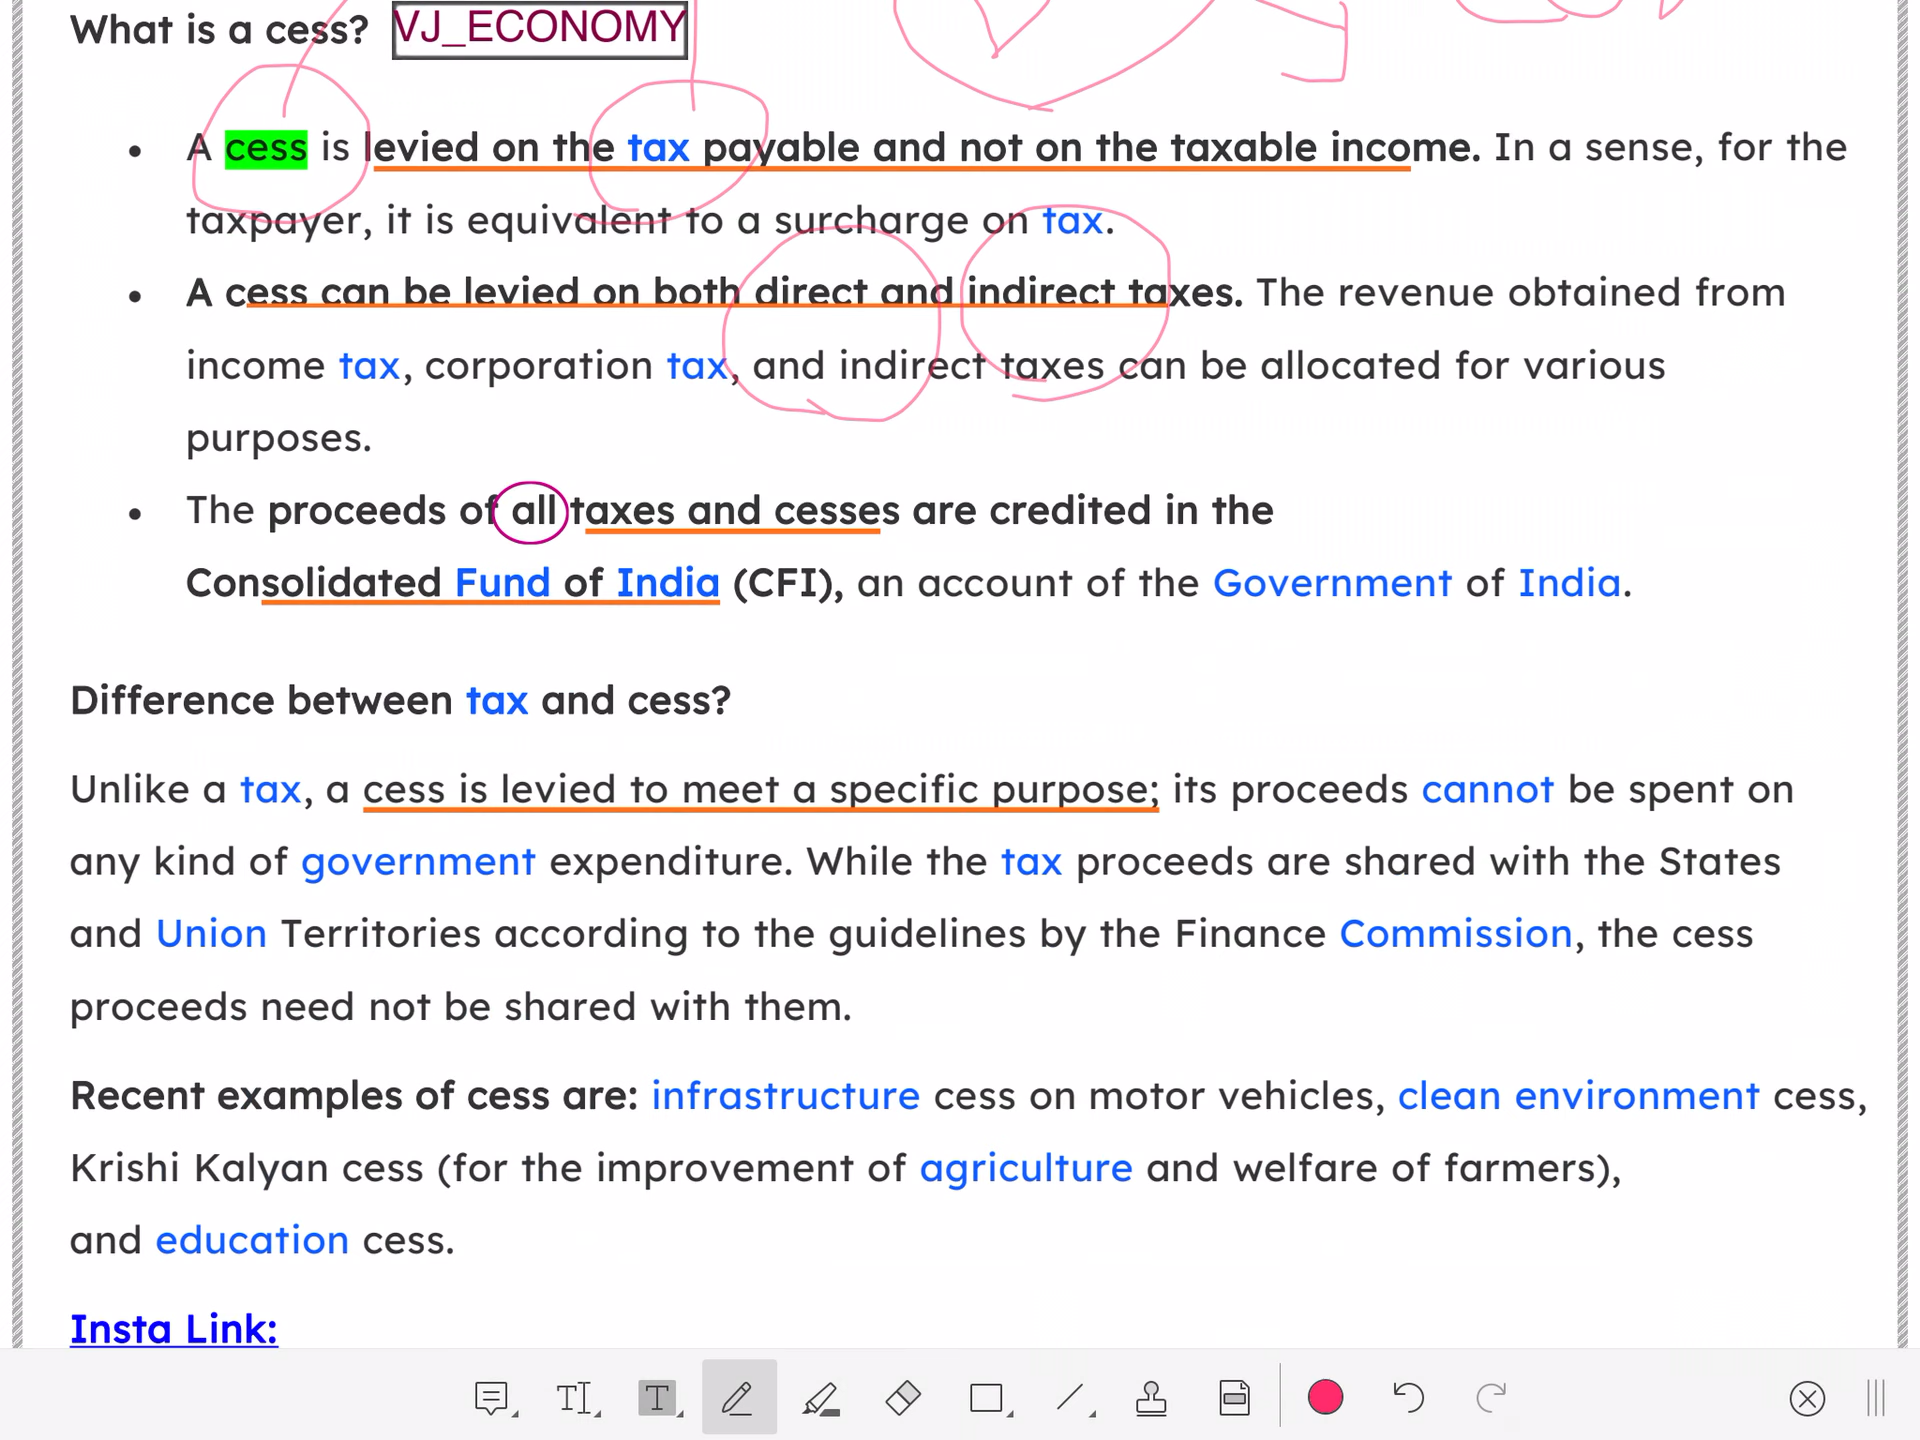 What is a cess? VJ_ECONOMY
• A cess is levied on the tax payable and not on the taxable income. In a sense, for the
taxpayer, it is equivalent to a surcharge on tax.
• A cess can be levied on both direct and indirect taxes. The revenue obtained from
income tax, corporation tax, and indirect taxes can be allocated for various
purposes.
• The proceeds of all taxes and cesses are credited in the
Consolidated Fund of India (CFI), an account of the Government of India.
Difference between tax and cess?
Unlike a tax, a cess is levied to meet a specific purpose; its proceeds cannot be spent on
any kind of government expenditure. While the tax proceeds are shared with the States
and Union Territories according to the guidelines by the Finance Commission, the cess
proceeds need not be shared with them.
Recent examples of cess are: infrastructure cess on motor vehicles, clean environment cess,
Krishi Kalyan cess (for the improvement of agriculture and welfare of farmers),
and education cess.
Insta Link: